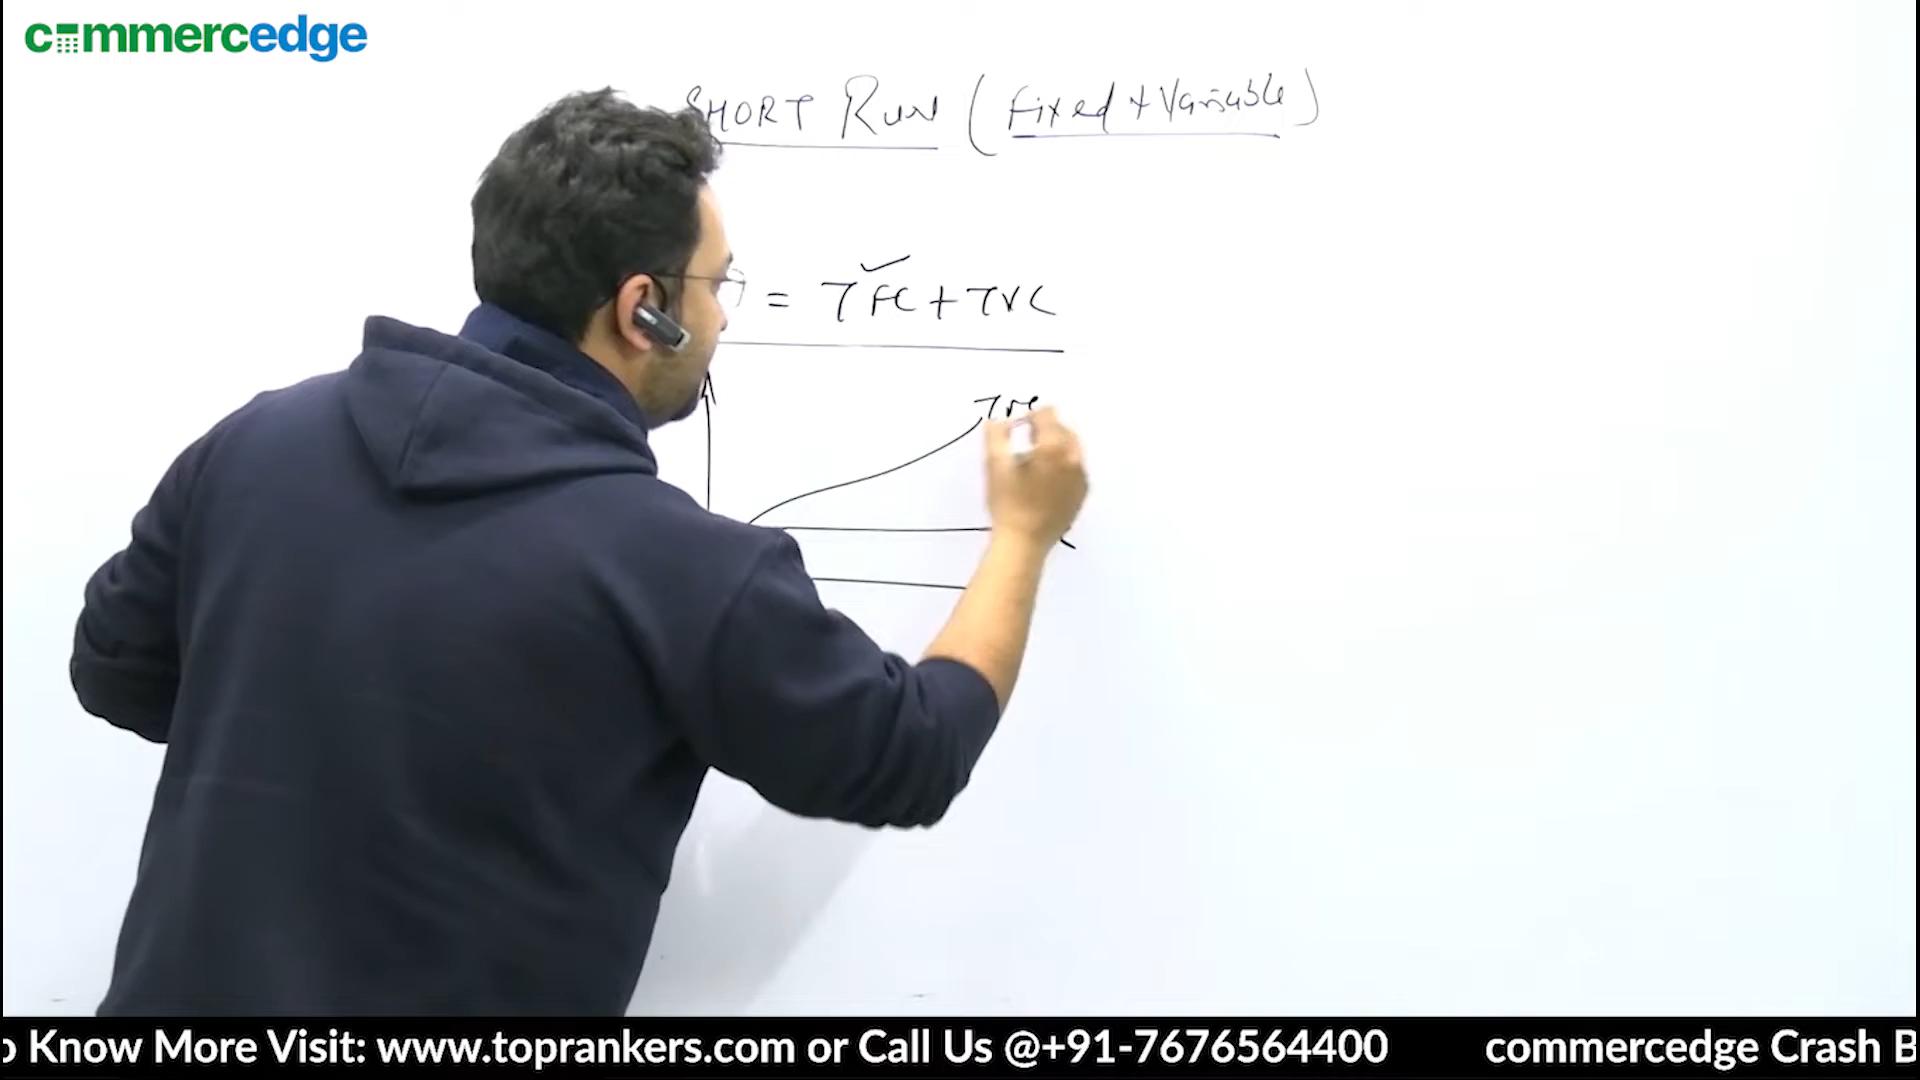 commercedge
SHORT RUN (Fixed + Variable)
= TFC + TVC
TVC
o Know More Visit: www.toprankers.com or Call Us @+91-7676564400 commercedge Crash B